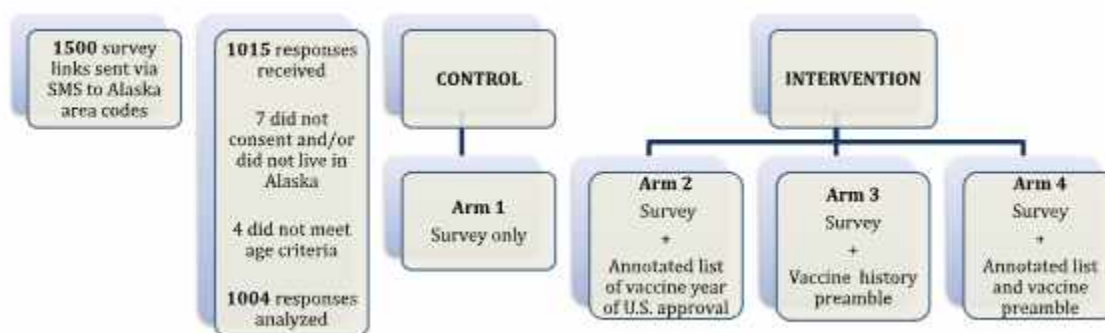 1500 survey
links sent via
SMS to Alaska
area codes
1015 responses
received
7 did not
consent and/or
did not live in
Alaska
4 did not meet
age criteria
1004 responses
analyzed
CONTROL
Arm 1
Survey only
INTERVENTION
Arm 2
Survey
+
Annotated list
of vaccine year
of U.S. approval
Arm 3
Survey
+
Vaccine history
preamble
Arm 4
Survey
+
Annotated list
and vaccine
preamble